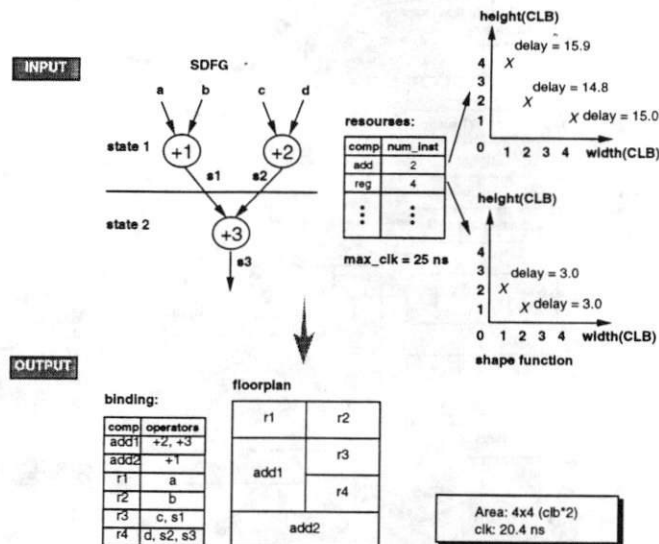 INPUT
SDFG
a b c d
state 1
+1 +2
s1 s2
state 2
+3
s3
resourses:
comp num_inst
add 2
reg 4
max_clk = 25 ns
height(CLB)
delay = 15.9
4
3
delay = 14.8
2
1
delay = 15.0
0 1 2 3 4
width(CLB)
height(CLB)
4
3
delay = 3.0
2
delay = 3.0
1
0 1 2 3 4
width(CLB)
shape function
OUTPUT
binding:
comp operators
add1 +2, +3
add2 +1
r1 a
r2 b
r3 c, s1
r4 d, s2, s3
floorplan
r1 r2
r3
add1
r4
add2
Area: 4x4 (clb*2)
clk: 20.4 ns